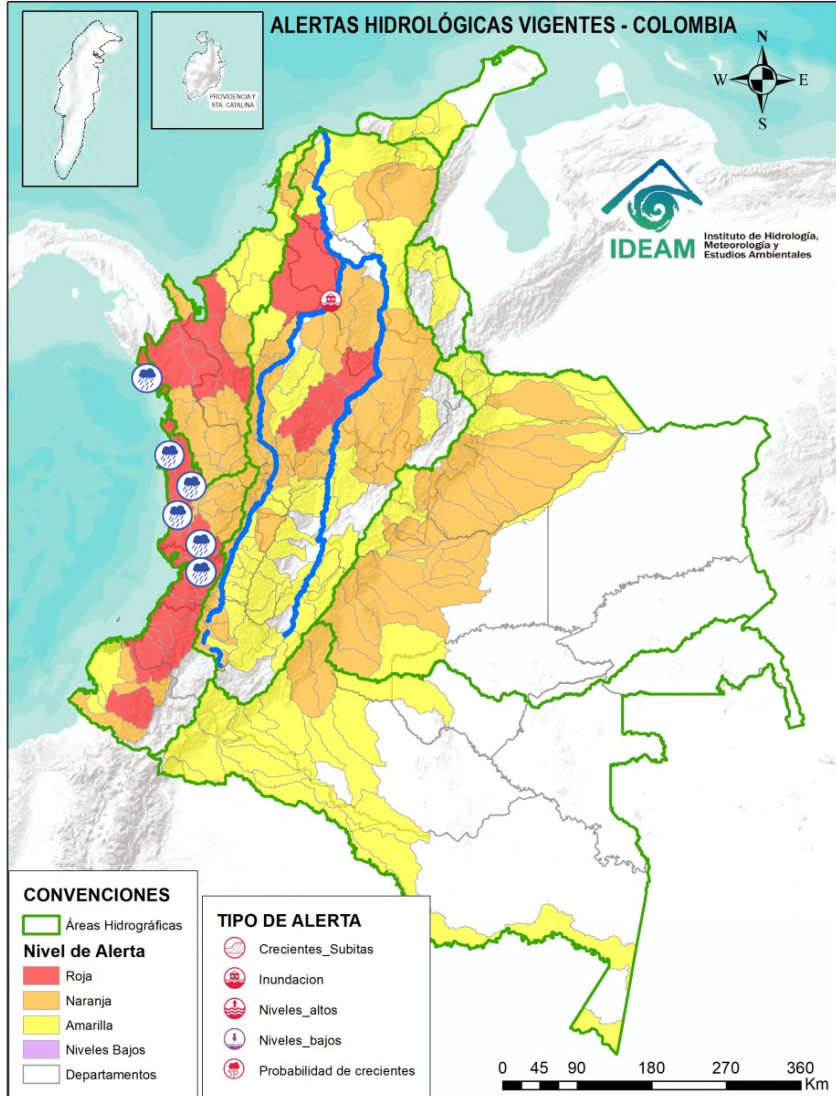 ALERTAS HIDROLÓGICAS VIGENTES - COLOMBIA
PROVIDENCIA Y
STA. CATALINA
N
W
E
S
IDEAM
Instituto de Hidrología,
Meteorología y
Estudios Ambientales
CONVENCIONES
Áreas Hidrográficas
Nivel de Alerta
Roja
Naranja
Amarilla
Niveles Bajos
Departamentos
TIPO DE ALERTA
Crecientes_Subitas
Inundacion
Niveles_altos
Niveles_bajos
Probabilidad de crecientes
0 45 90 180 270 360
Km